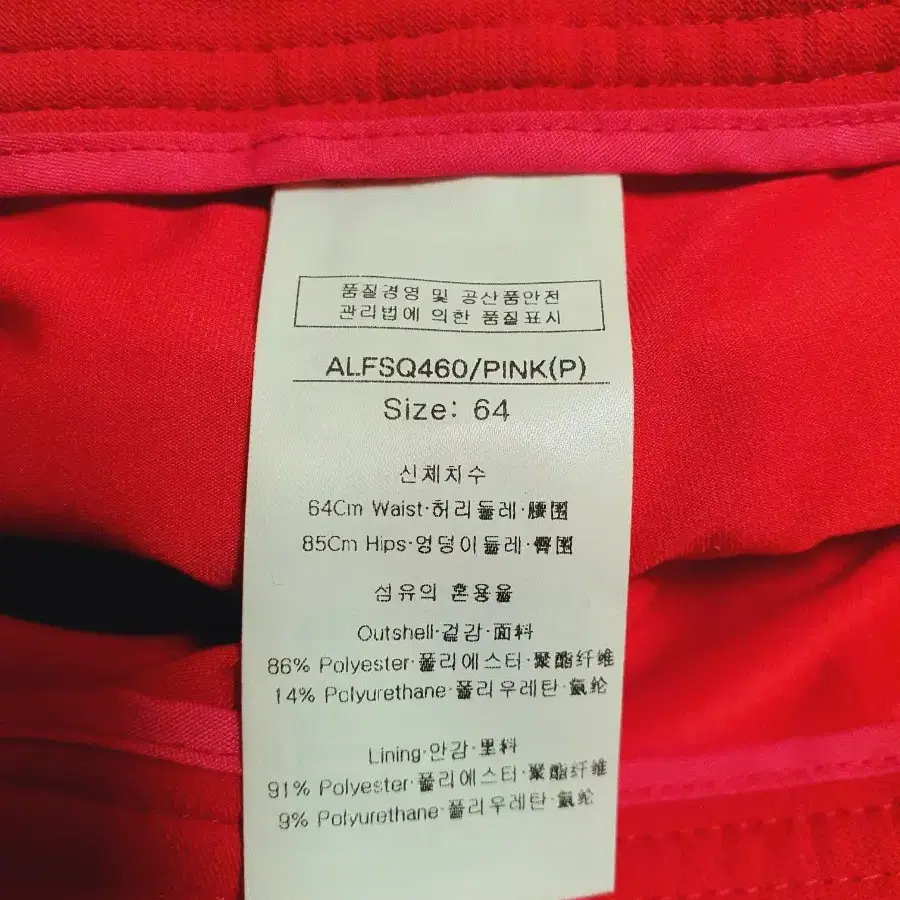 품질경영 및 공산품안전
관리법에 의한 품질표시
ALFSQ460/PINK(P)
Size: 64
신체치수
64Cm Waist·허리둘레·腰围
85Cm Hips·엉덩이둘레·臀围
섬유의 혼용율
Outshell·겉감·面料
86% Polyester·폴리에스터·聚酯纤维
14% Polyurethane·폴리우레탄·氨纶
Lining·안감·里料
91% Polyester·폴리에스터·聚酯纤维
9% Polyurethane·폴리우레탄·氨纶